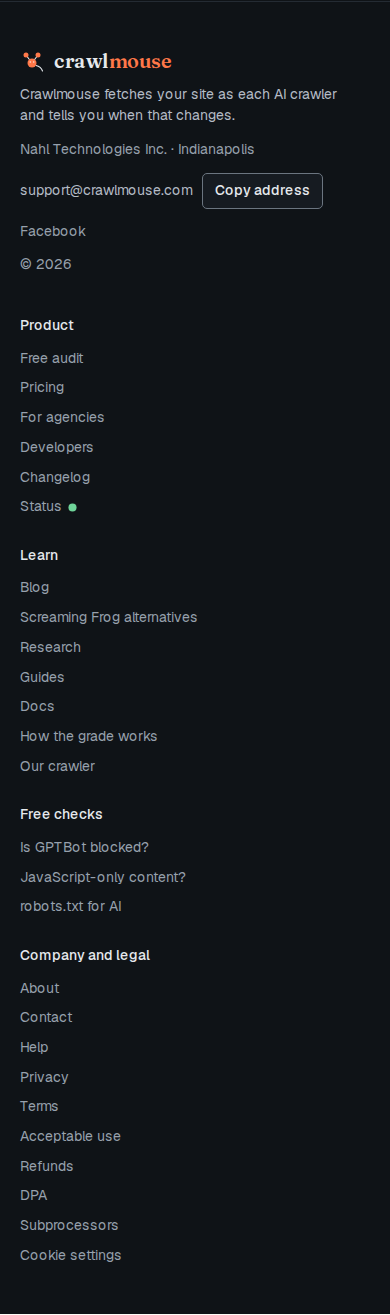 crawlmouse
Crawlmouse fetches your site as each AI crawler
and tells you when that changes.
Nahl Technologies Inc. · Indianapolis
support@crawlmouse.com Copy address
Facebook
© 2026
Product
Free audit
Pricing
For agencies
Developers
Changelog
Status
Learn
Blog
Screaming Frog alternatives
Research
Guides
Docs
How the grade works
Our crawler
Free checks
Is GPTBot blocked?
JavaScript-only content?
robots.txt for AI
Company and legal
About
Contact
Help
Privacy
Terms
Acceptable use
Refunds
DPA
Subprocessors
Cookie settings